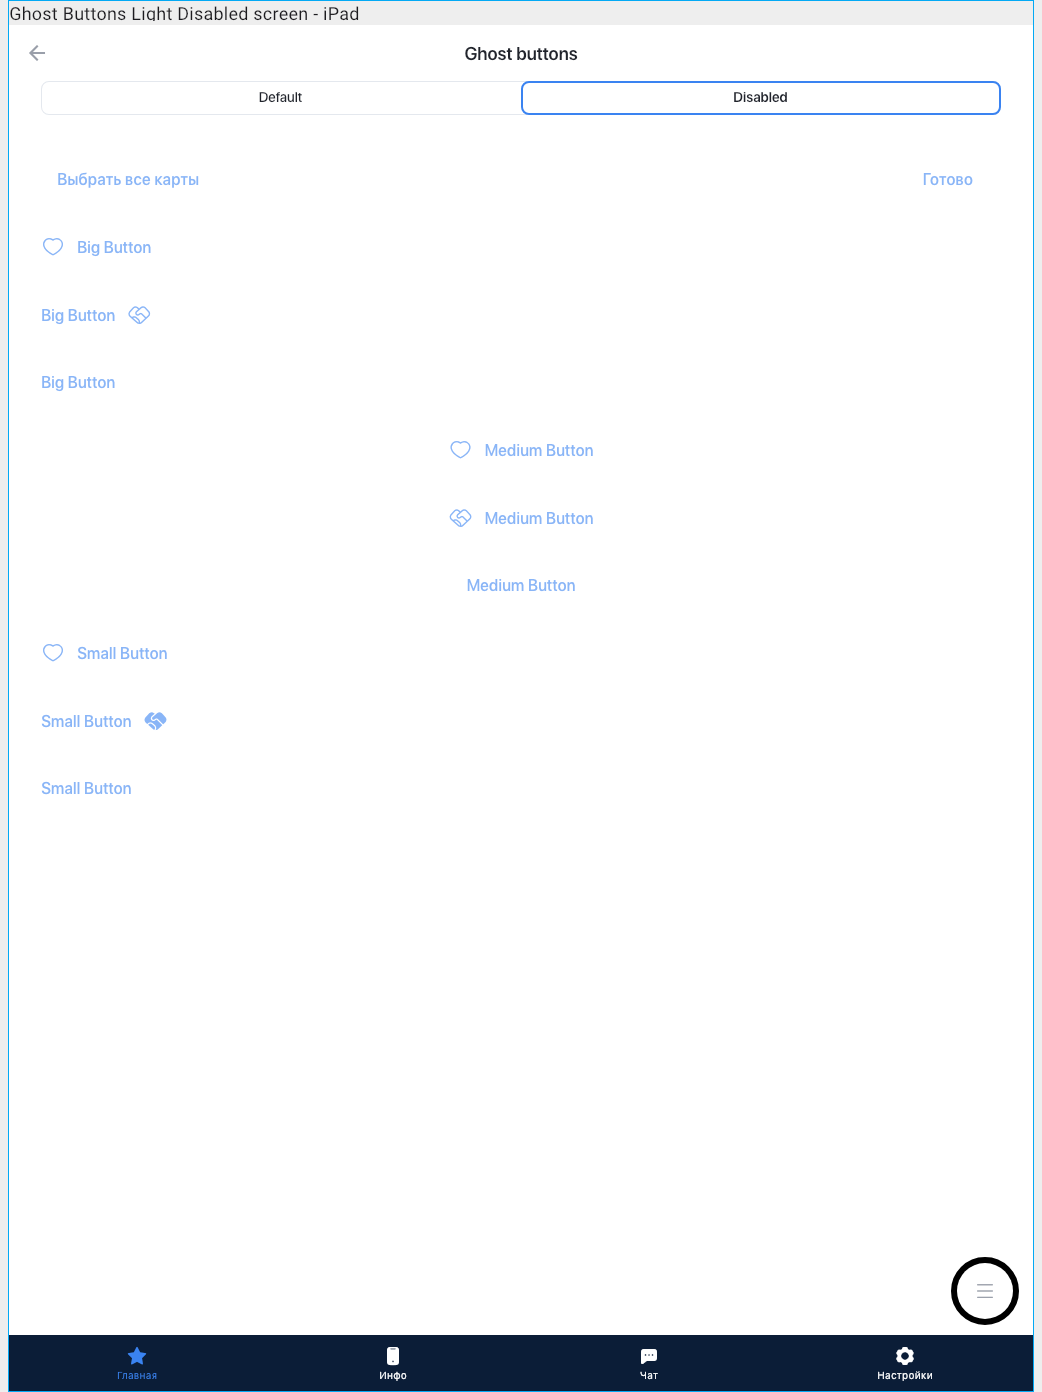 Ghost Buttons Light Disabled screen - iPad
Ghost buttons
Default Disabled
Выбрать все карты Готово
Big Button
Big Button
Big Button
Medium Button
Medium Button
Medium Button
Small Button
Small Button
Small Button
Главная Инфо Чат Настройки